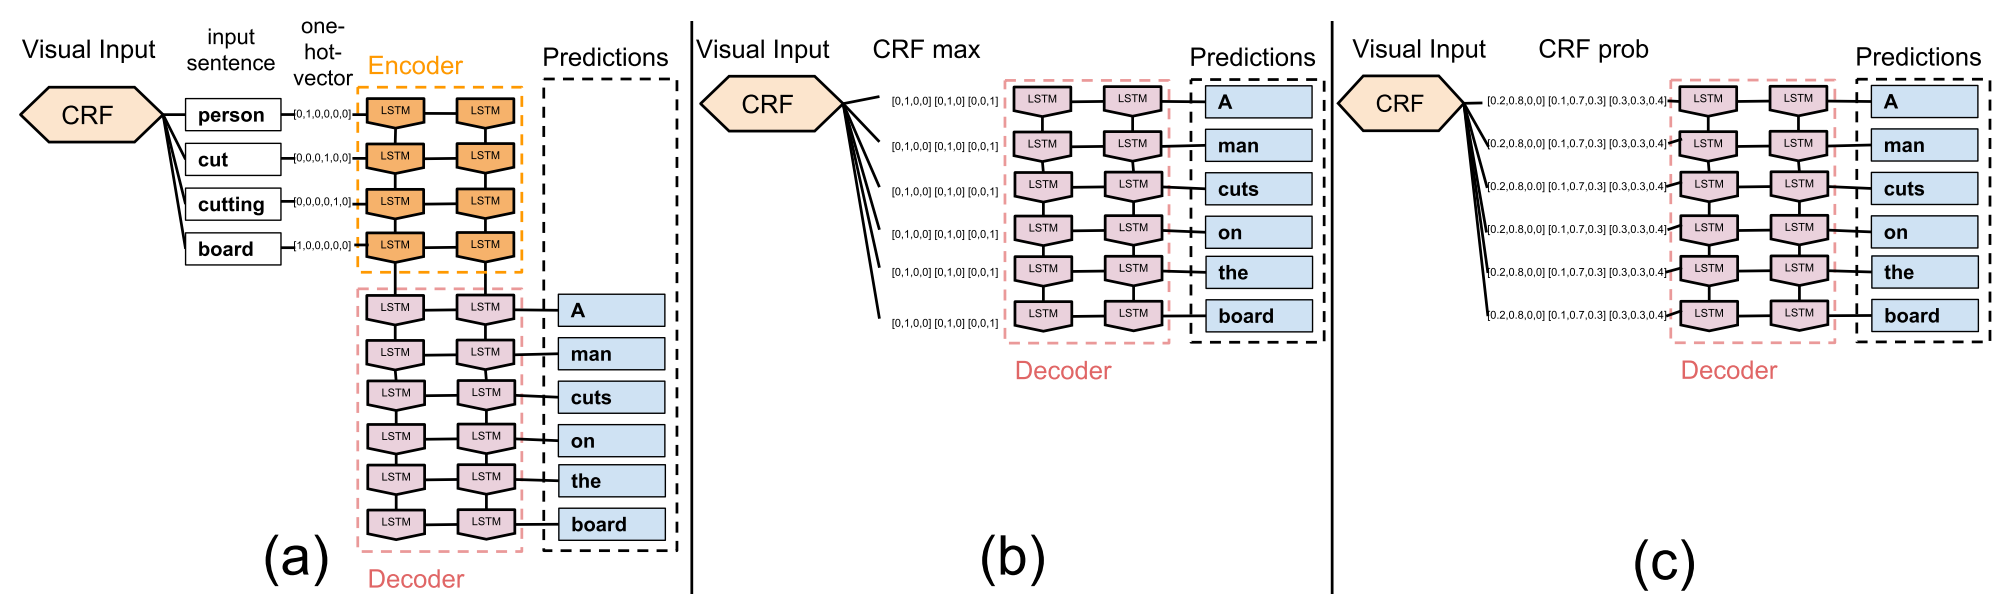 Visual Input
input
sentence
one-
hot-
vector
Encoder
Predictions
CRF
person
[0,1,0,0,0,0]
LSTM
LSTM
cut
[0,0,0,1,0,0]
LSTM
LSTM
cutting
[0,0,0,0,1,0]
LSTM
LSTM
board
[1,0,0,0,0,0]
LSTM
LSTM
LSTM
LSTM
A
LSTM
LSTM
man
LSTM
LSTM
cuts
LSTM
LSTM
on
LSTM
LSTM
the
LSTM
LSTM
board
Decoder
(a)
Visual Input
CRF max
Predictions
CRF
[0,1,0,0] [0,1,0] [0,0,1]
LSTM
LSTM
A
[0,1,0,0] [0,1,0] [0,0,1]
LSTM
LSTM
man
[0,1,0,0] [0,1,0] [0,0,1]
LSTM
LSTM
cuts
[0,1,0,0] [0,1,0] [0,0,1]
LSTM
LSTM
on
[0,1,0,0] [0,1,0] [0,0,1]
LSTM
LSTM
the
[0,1,0,0] [0,1,0] [0,0,1]
LSTM
LSTM
board
Decoder
(b)
Visual Input
CRF prob
Predictions
CRF
[0.2,0.8,0,0] [0.1,0.7,0.3] [0.3,0.3,0.4]
LSTM
LSTM
A
[0.2,0.8,0,0] [0.1,0.7,0.3] [0.3,0.3,0.4]
LSTM
LSTM
man
[0.2,0.8,0,0] [0.1,0.7,0.3] [0.3,0.3,0.4]
LSTM
LSTM
cuts
[0.2,0.8,0,0] [0.1,0.7,0.3] [0.3,0.3,0.4]
LSTM
LSTM
on
[0.2,0.8,0,0] [0.1,0.7,0.3] [0.3,0.3,0.4]
LSTM
LSTM
the
[0.2,0.8,0,0] [0.1,0.7,0.3] [0.3,0.3,0.4]
LSTM
LSTM
board
Decoder
(c)